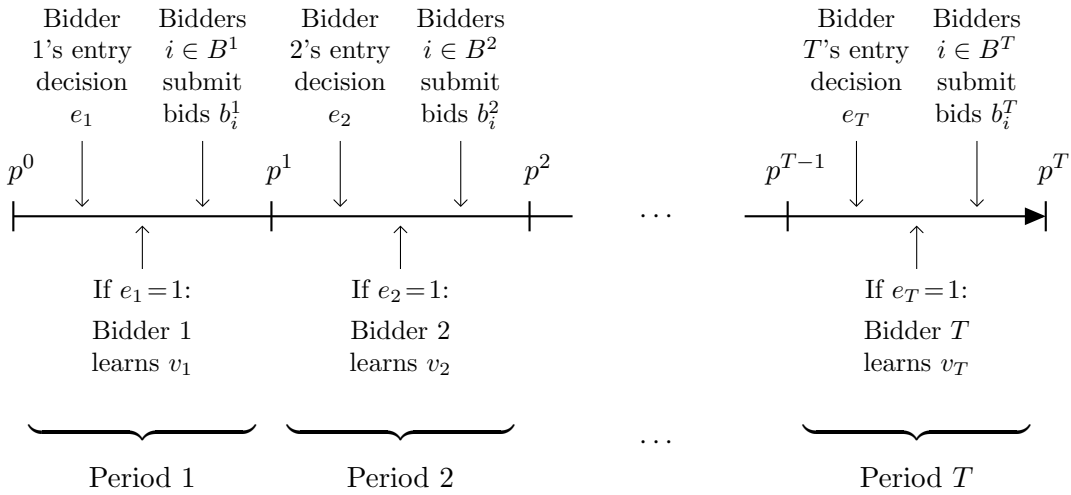 Bidder
1's entry
decision
e_1
Bidders
i ∈ B^1
submit
bids b_i^1
Bidder
2's entry
decision
e_2
Bidders
i ∈ B^2
submit
bids b_i^2
Bidder
T's entry
decision
e_T
Bidders
i ∈ B^T
submit
bids b_i^T
p^0
p^1
p^2
p^{T−1}
p^T
...
If e_1=1:
Bidder 1
learns v_1
If e_2=1:
Bidder 2
learns v_2
If e_T=1:
Bidder T
learns v_T
...
Period 1
Period 2
Period T